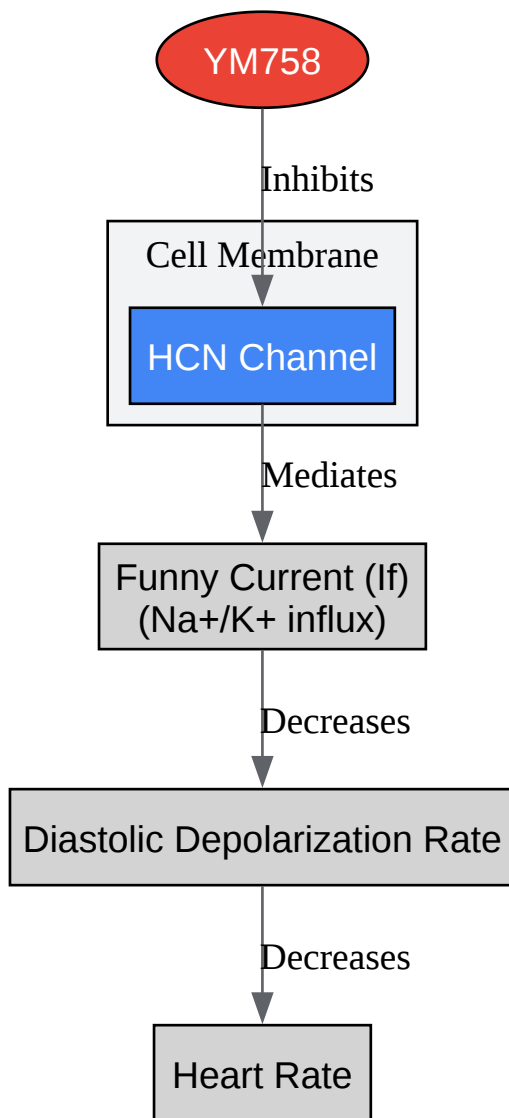 YM758
Inhibits
Cell Membrane
HCN Channel
Mediates
Funny Current (If)
(Na+/K+ influx)
Decreases
Diastolic Depolarization Rate
Decreases
Heart Rate